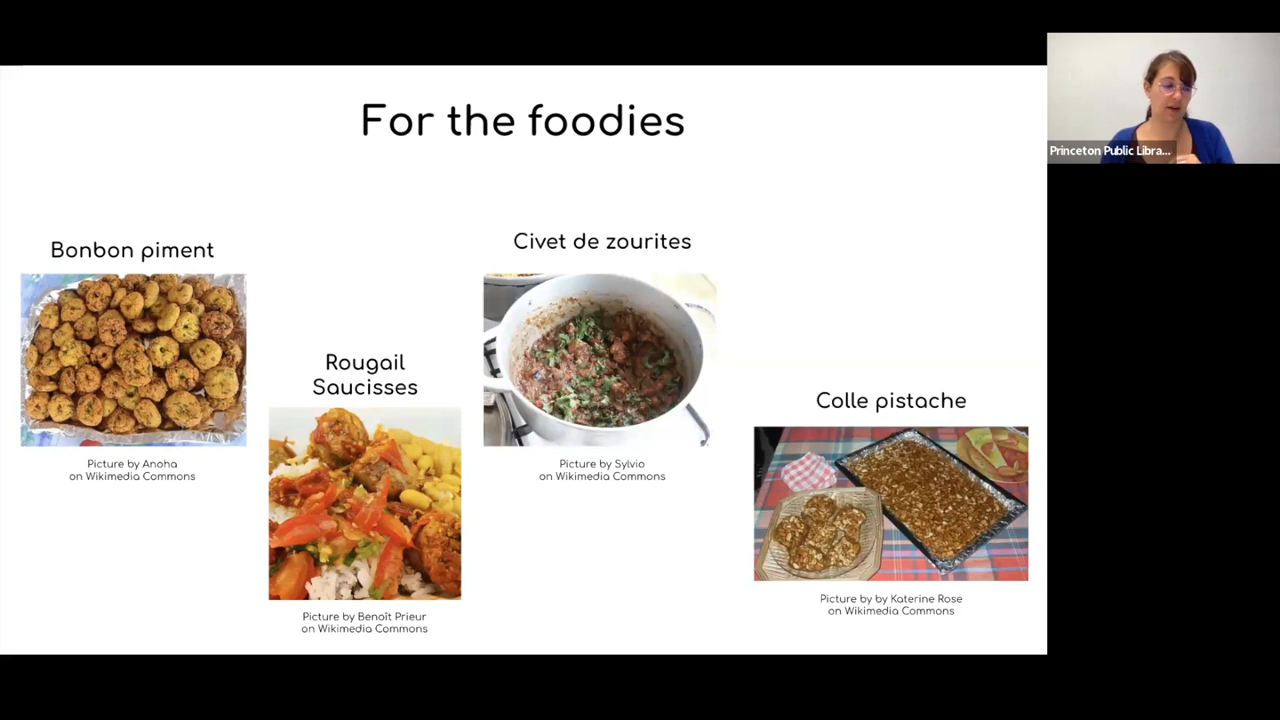 For the foodies
Princeton Public Libra...
Bonbon piment
Picture by Anoha
on Wikimedia Commons
Rougail
Saucisses
Picture by Benoît Prieur
on Wikimedia Commons
Civet de zourites
Picture by Sylvio
on Wikimedia Commons
Colle pistache
Picture by by Katerine Rose
on Wikimedia Commons